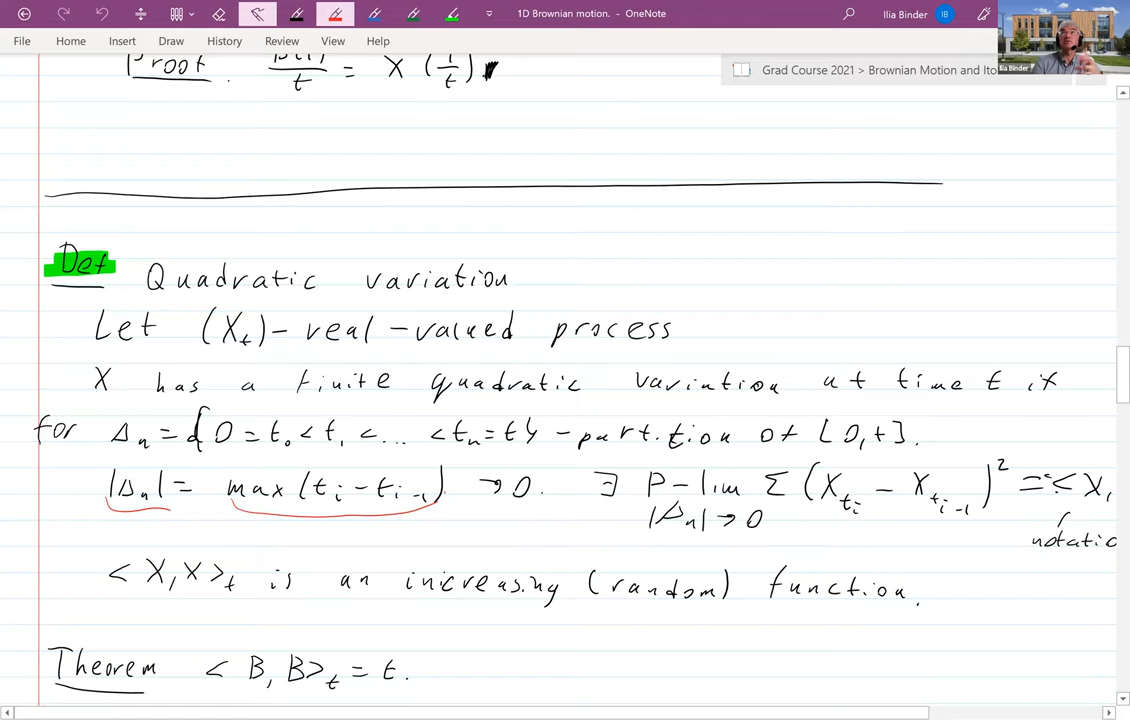 1D Brownian motion. - OneNote
Ilia Binder IB
File Home Insert Draw History Review View Help
Ilia Binder
Grad Course 2021 > Brownian Motion and Ito
Proof. B(t)/t = X (1/t)
Def Quadratic variation
Let (X_t) - real - valued process
X has a finite quadratic variation at time t if
for Δ_n = { 0 = t_0 < t_1 < ... < t_n = t } - partition of [0, t].
|Δ_n| = max (t_i - t_{i-1}) → 0. ∃ P-lim_{|Δ_n| → 0} Σ (X_{t_i} - X_{t_{i-1}})^2 =: < X,
notatio
< X, X >_t is an increasing (random) function.
Theorem < B, B >_t = t.